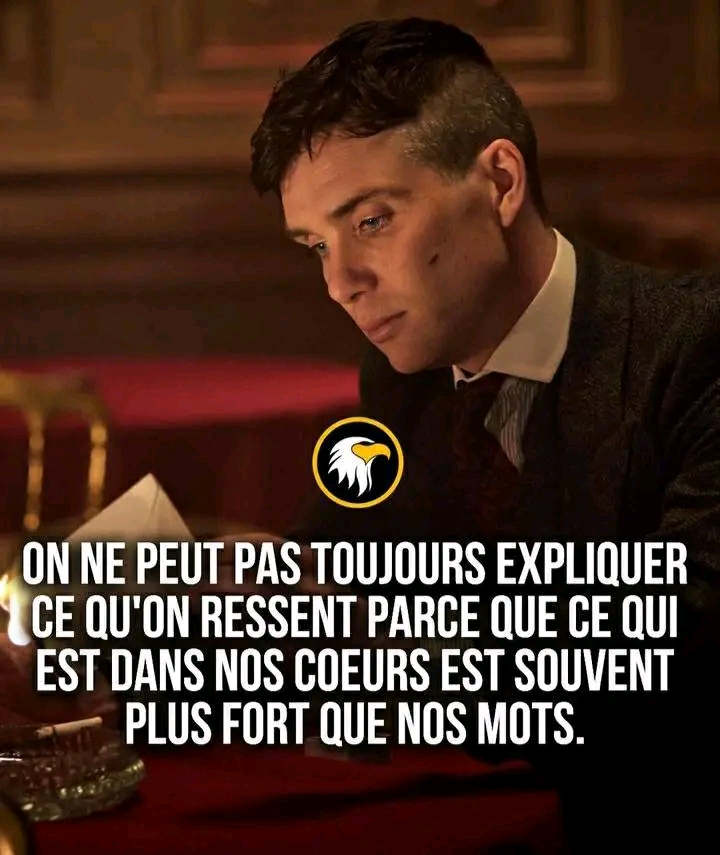 ON NE PEUT PAS TOUJOURS EXPLIQUER
CE QU'ON RESSENT PARCE QUE CE QUI
EST DANS NOS COEURS EST SOUVENT
PLUS FORT QUE NOS MOTS.